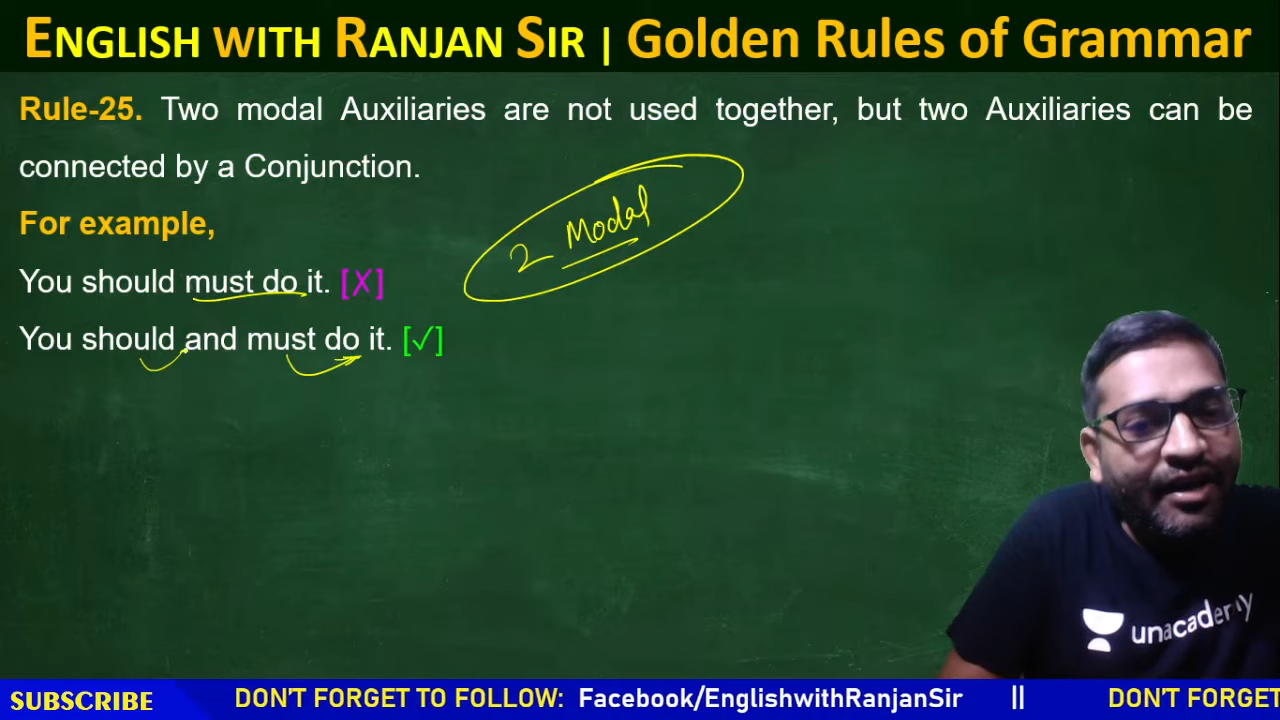 ENGLISH WITH RANJAN SIR | Golden Rules of Grammar
Rule-25. Two modal Auxiliaries are not used together, but two Auxiliaries can be
connected by a Conjunction.
For example,
2 Modal
You should must do it. [X]
You should and must do it. [✓]
unacademy
SUBSCRIBE DON'T FORGET TO FOLLOW: Facebook/EnglishwithRanjanSir || DON'T FORGET